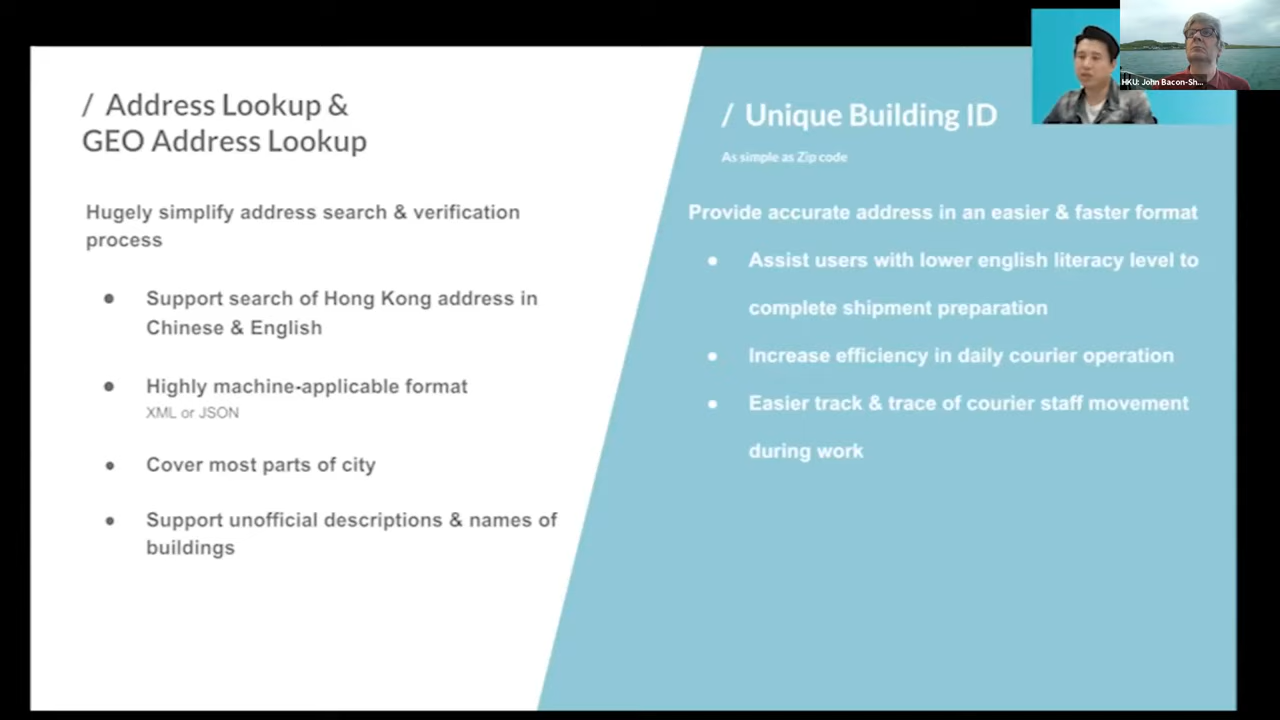 / Address Lookup &
GEO Address Lookup
Hugely simplify address search & verification
process
● Support search of Hong Kong address in
Chinese & English
● Highly machine-applicable format
XML or JSON
● Cover most parts of city
● Support unofficial descriptions & names of
buildings
/ Unique Building ID
As simple as Zip code
Provide accurate address in an easier & faster format
● Assist users with lower english literacy level to
complete shipment preparation
● Increase efficiency in daily courier operation
● Easier track & trace of courier staff movement
during work
HKU: John Bacon-Sh...